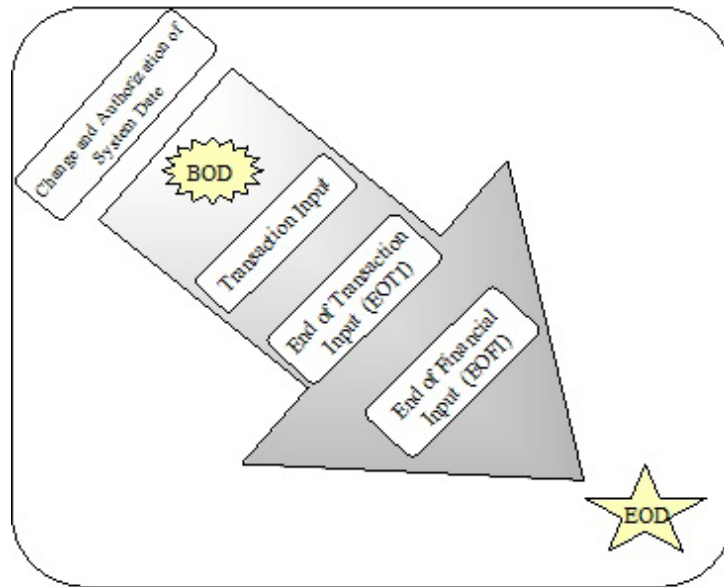 Change and Authorization of
System Date
BOD
Transaction Input
End of Transaction
Input (EOTI)
End of Financial
Input (EOFI)
EOD